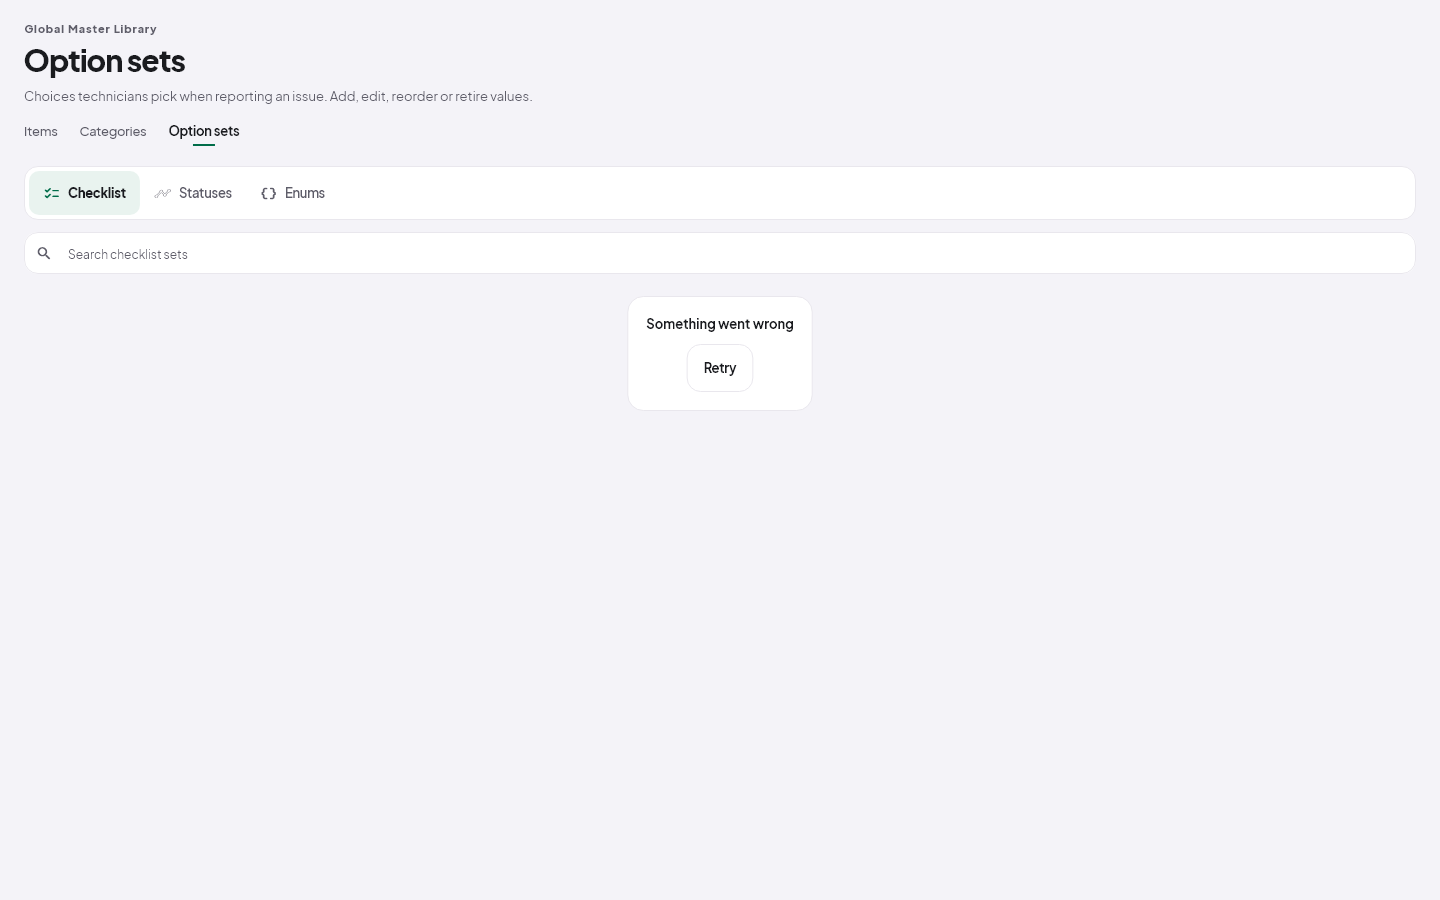 Global Master Library
Option sets
Choices technicians pick when reporting an issue. Add, edit, reorder or retire values.
Items Categories Option sets
Checklist Statuses Enums
Search checklist sets
Something went wrong
Retry